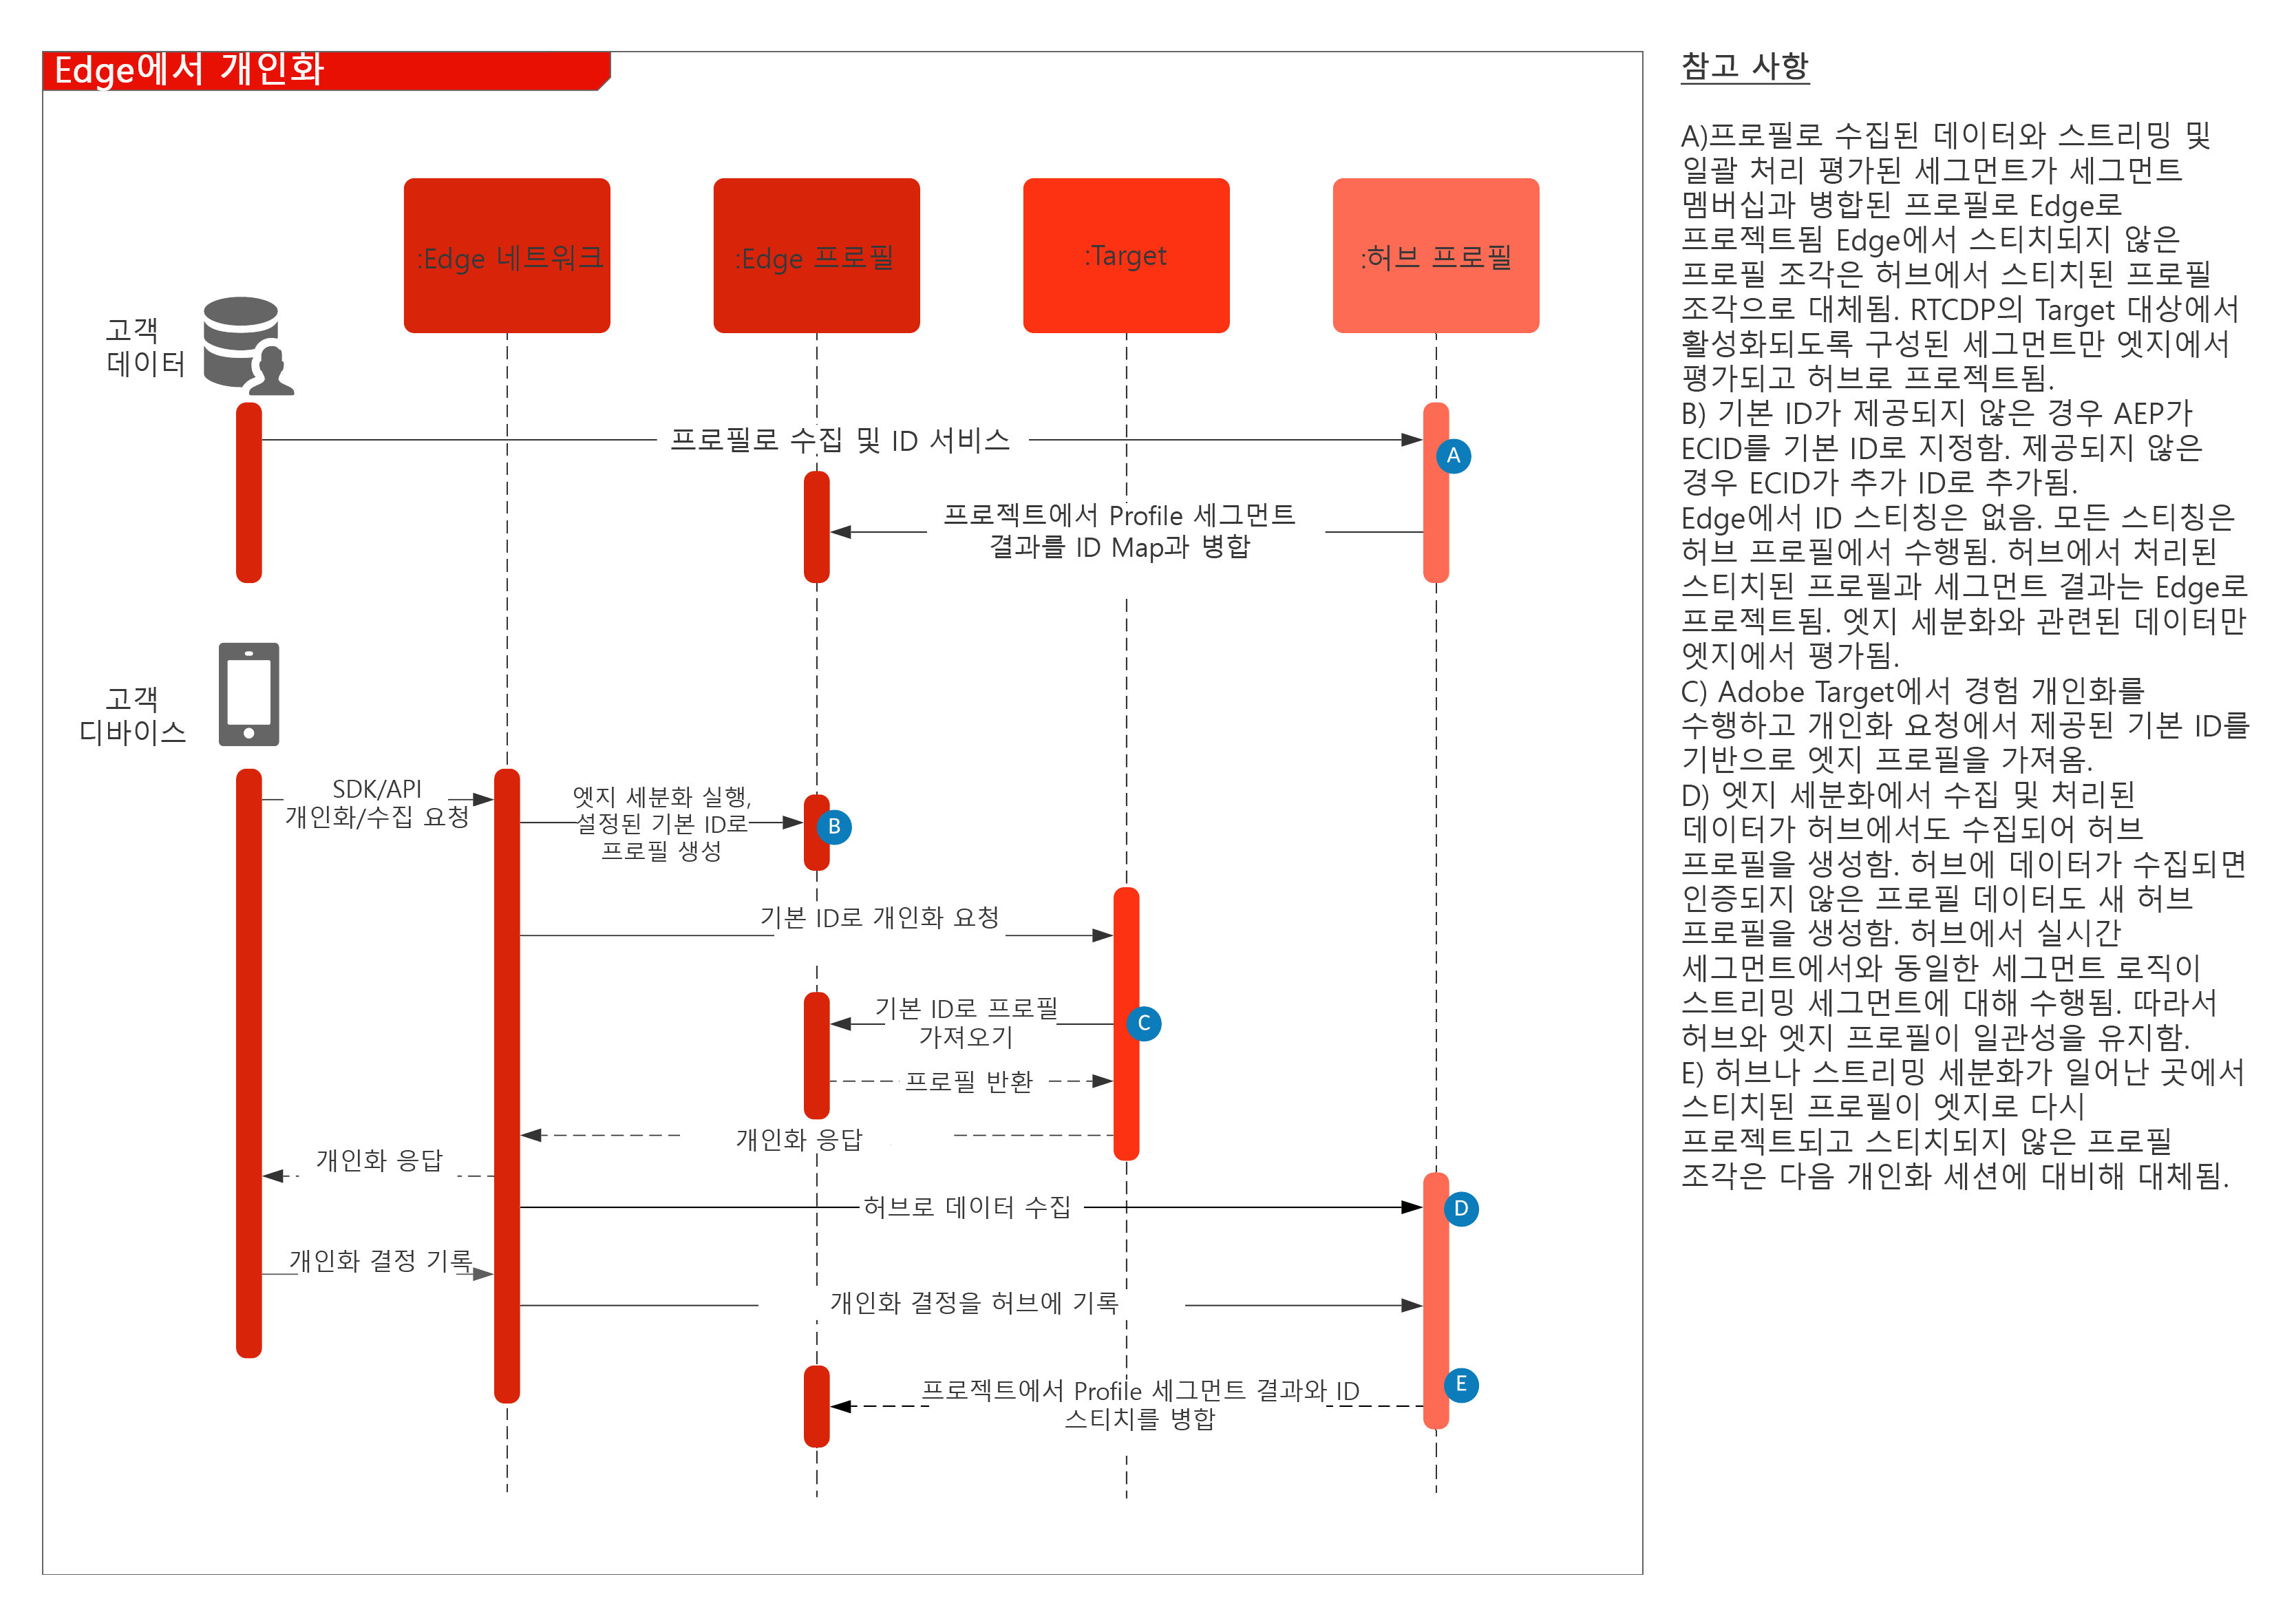 Edge에서 개인화
:Edge 네트워크
:Edge 프로필
:Target
:허브 프로필
고객
데이터
프로필로 수집 및 ID 서비스
A
프로젝트에서 Profile 세그먼트
결과를 ID Map과 병합
고객
디바이스
SDK/API
개인화/수집 요청
엣지 세분화 실행,
설정된 기본 ID로
프로필 생성
B
기본 ID로 개인화 요청
기본 ID로 프로필
가져오기
C
프로필 반환
개인화 응답
개인화 응답
허브로 데이터 수집
D
개인화 결정 기록
개인화 결정을 허브에 기록
프로젝트에서 Profile 세그먼트 결과와 ID
스티치를 병합
E
참고 사항
A)프로필로 수집된 데이터와 스트리밍 및
일괄 처리 평가된 세그먼트가 세그먼트
멤버십과 병합된 프로필로 Edge로
프로젝트됨 Edge에서 스티치되지 않은
프로필 조각은 허브에서 스티치된 프로필
조각으로 대체됨. RTCDP의 Target 대상에서
활성화되도록 구성된 세그먼트만 엣지에서
평가되고 허브로 프로젝트됨.
B) 기본 ID가 제공되지 않은 경우 AEP가
ECID를 기본 ID로 지정함. 제공되지 않은
경우 ECID가 추가 ID로 추가됨.
Edge에서 ID 스티칭은 없음. 모든 스티칭은
허브 프로필에서 수행됨. 허브에서 처리된
스티치된 프로필과 세그먼트 결과는 Edge로
프로젝트됨. 엣지 세분화와 관련된 데이터만
엣지에서 평가됨.
C) Adobe Target에서 경험 개인화를
수행하고 개인화 요청에서 제공된 기본 ID를
기반으로 엣지 프로필을 가져옴.
D) 엣지 세분화에서 수집 및 처리된
데이터가 허브에서도 수집되어 허브
프로필을 생성함. 허브에 데이터가 수집되면
인증되지 않은 프로필 데이터도 새 허브
프로필을 생성함. 허브에서 실시간
세그먼트에서와 동일한 세그먼트 로직이
스트리밍 세그먼트에 대해 수행됨. 따라서
허브와 엣지 프로필이 일관성을 유지함.
E) 허브나 스트리밍 세분화가 일어난 곳에서
스티치된 프로필이 엣지로 다시
프로젝트되고 스티치되지 않은 프로필
조각은 다음 개인화 세션에 대비해 대체됨.